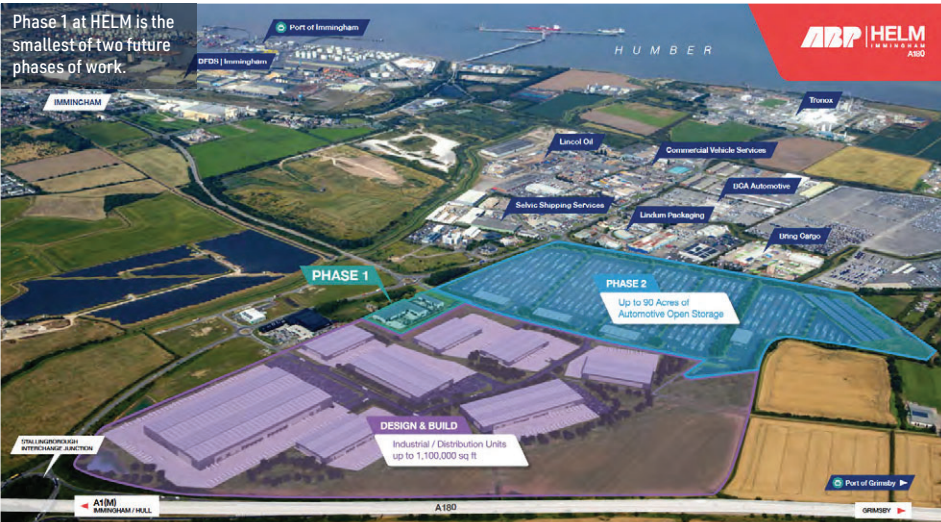 Phase 1 at HELM is the
smallest of two future
phases of work.
Port of Immingham
DFDS | Immingham
IMMINGHAM
HUMBER
ABP | HELM
IMMINGHAM
A180
Tronox
Lincol Oil
Commercial Vehicle Services
BCA Automotive
Selvic Shipping Services
Lindum Packaging
Bring Cargo
PHASE 1
PHASE 2
Up to 90 Acres of
Automotive Open Storage
DESIGN & BUILD
Industrial / Distribution Units
up to 1,100,000 sq ft
STALLINGBOROUGH
INTERCHANGE JUNCTION
Port of Grimsby
A1(M)
IMMINGHAM / HULL
A180
GRIMSBY